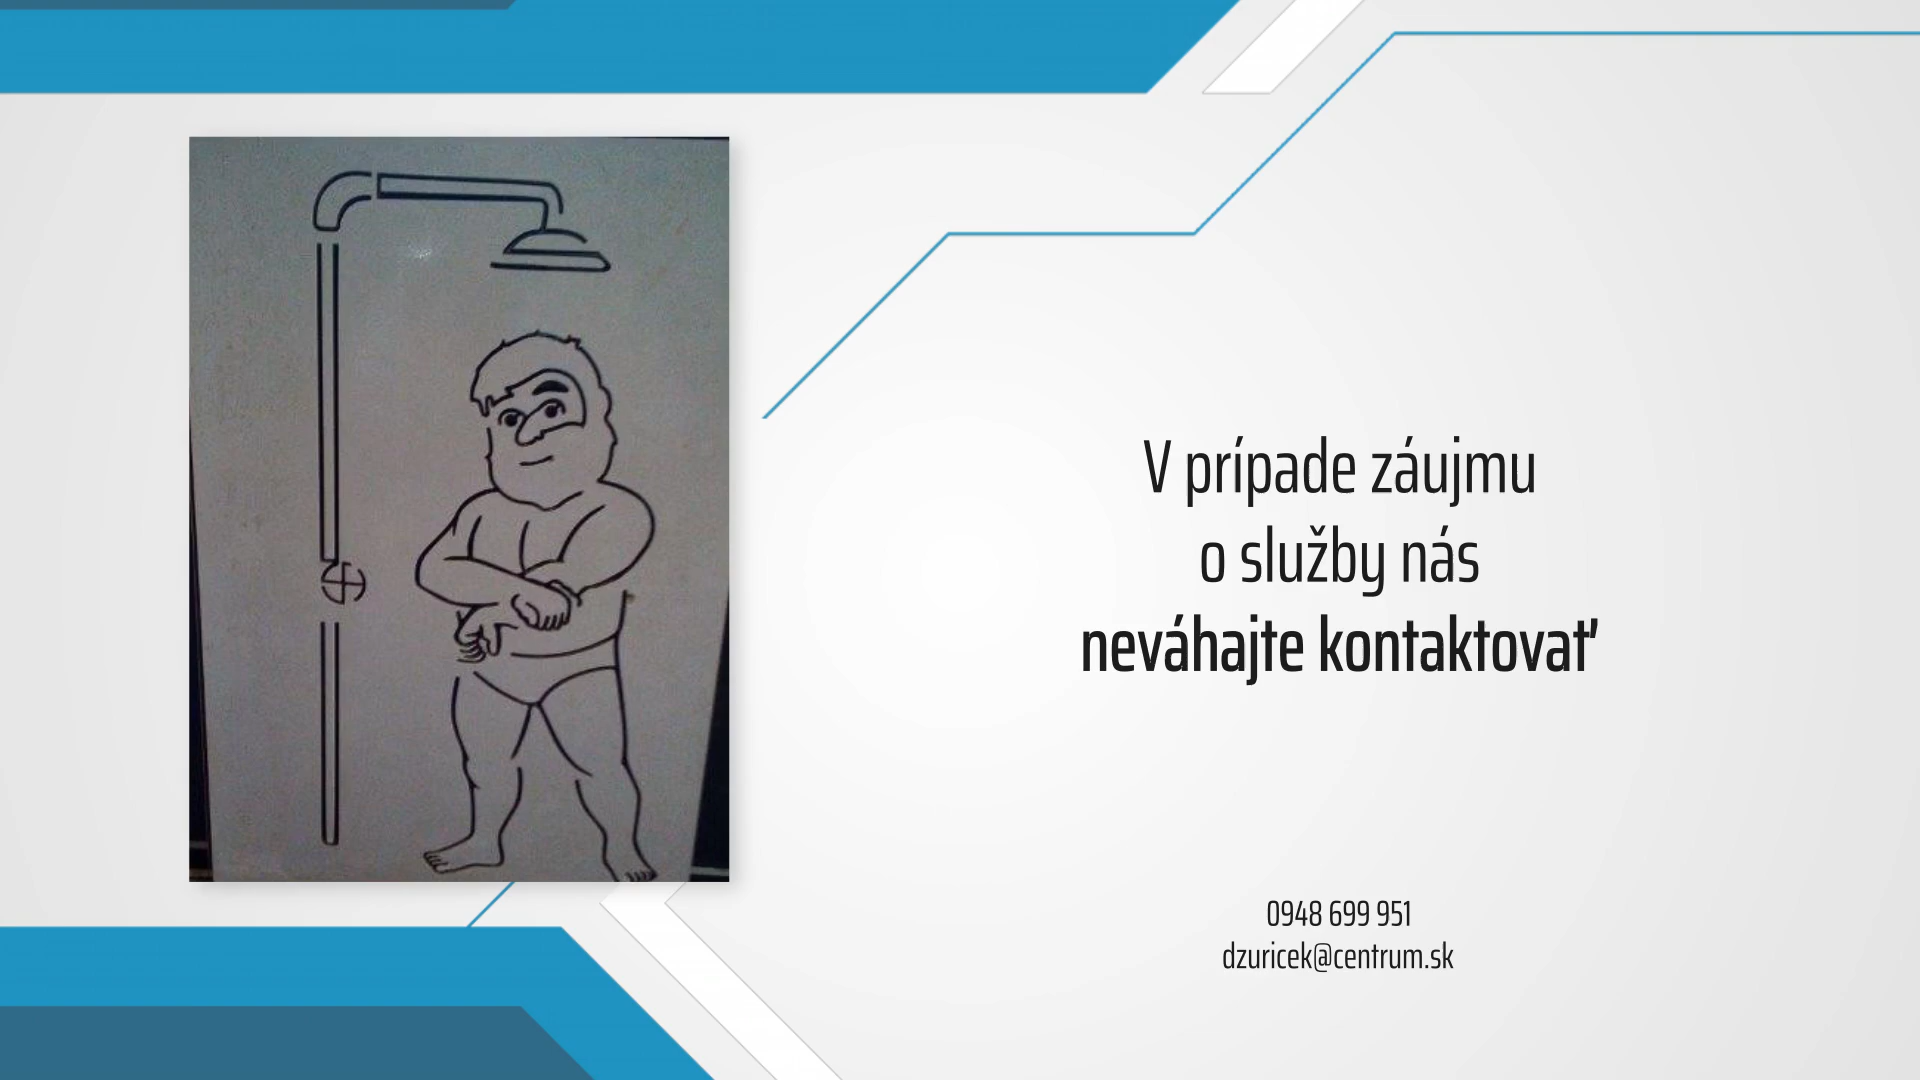 V prípade záujmu
o služby nás
neváhajte kontaktovať
0948 699 951
dzuricek@centrum.sk